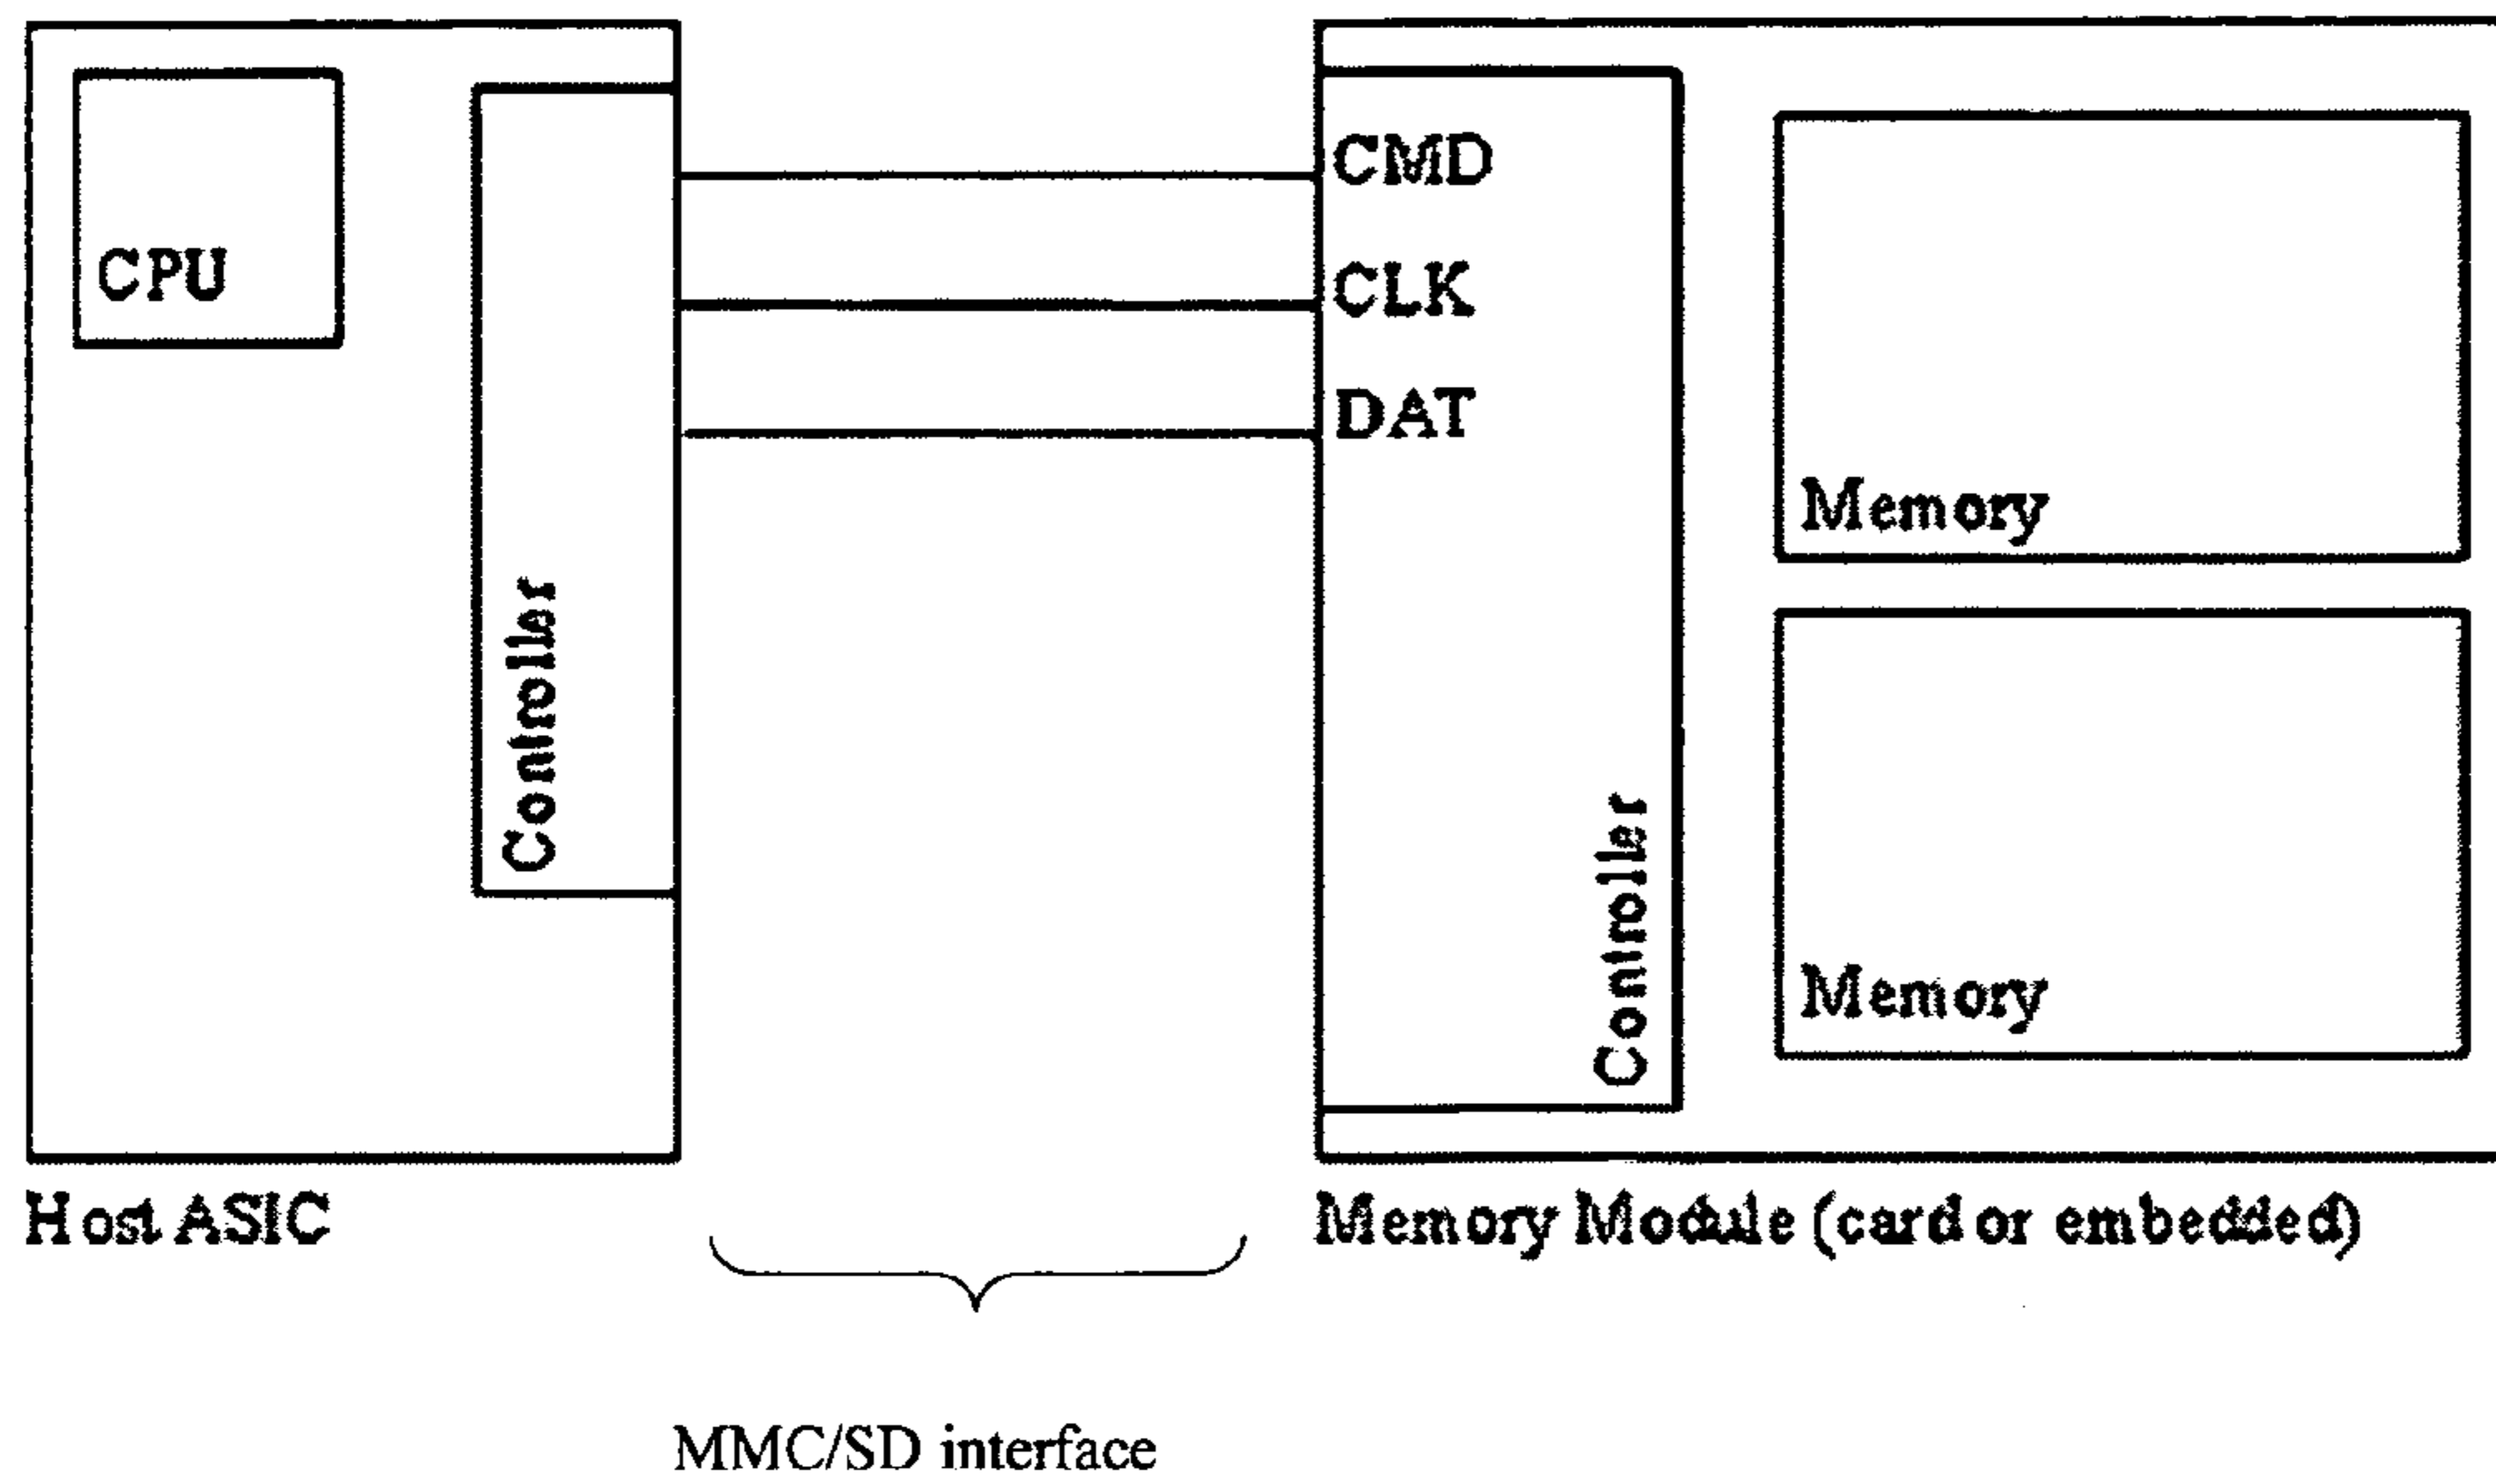 CPU
Controller
CMD
CLK
DAT
Controller
Memory
Memory
Host ASIC
Memory Module (card or embedded)
MMC/SD interface